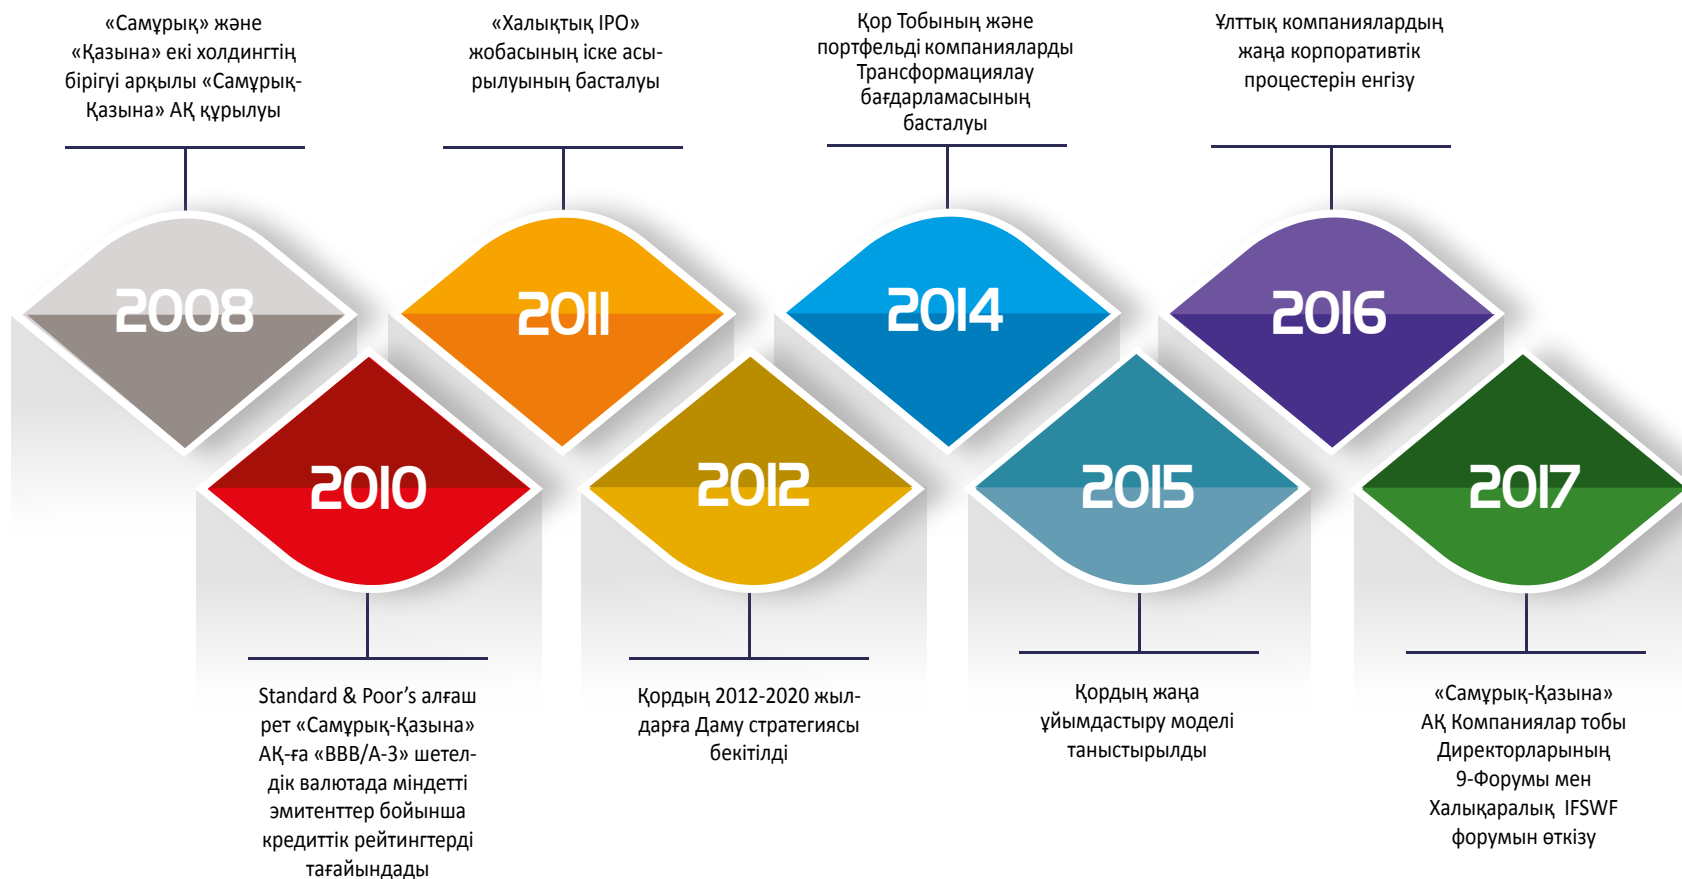 «Самұрық» және
«Қазына» екі холдингтің
бірігуі арқылы «Самұрық-
Қазына» АҚ құрылуы
2008
Standard & Poor's алғаш
рет «Самұрық-Қазына»
АҚ-ға «BBB/A-3» шетел-
дік валютада міндетті
эмитенттер бойынша
кредиттік рейтингтерді
тағайындады
2010
«Халықтық IPO»
жобасының іске асы-
рылуының басталуы
2011
Қордың 2012-2020 жыл-
дарға Даму стратегиясы
бекітілді
2012
Қор Тобының және
портфельді компанияларды
Трансформациялау
бағдарламасының
басталуы
2014
Қордың жаңа
ұйымдастыру моделі
таныстырылды
2015
Ұлттық компаниялардың
жаңа корпоративтік
процестерін енгізу
2016
«Самұрық-Қазына»
АҚ Компаниялар тобы
Директорларының
9-Форумы мен
Халықаралық IFSWF
форумын өткізу
2017